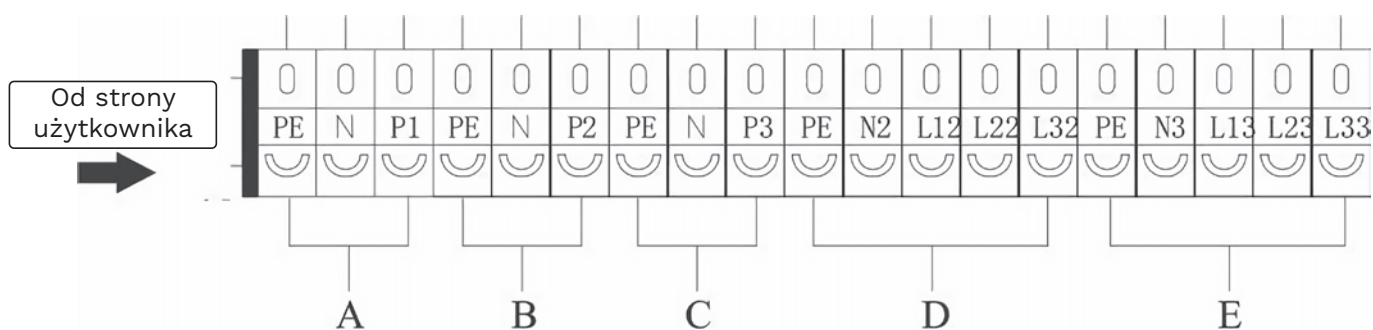 Od strony
użytkownika
PE N P1 PE N P2 PE N P3 PE N2 L12 L22 L32 PE N3 L13 L23 L33
A B C D E